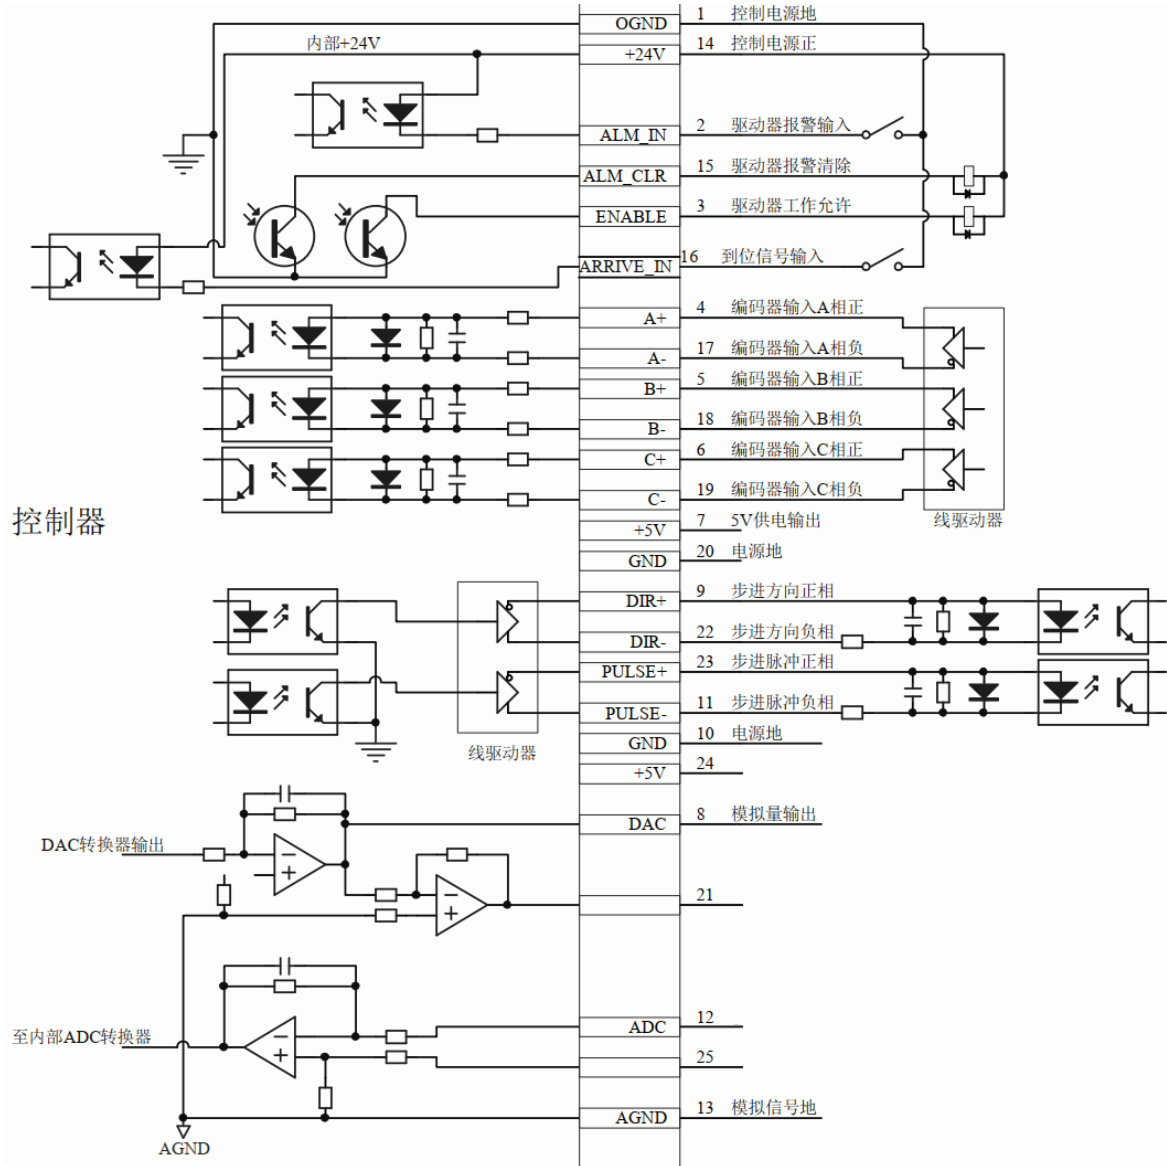 OGND 1 控制电源地
内部+24V +24V 14 控制电源正
ALM_IN 2 驱动器报警输入
ALM_CLR 15 驱动器报警清除
ENABLE 3 驱动器工作允许
ARRIVE_IN 16 到位信号输入
A+ 4 编码器输入A相正
A- 17 编码器输入A相负
B+ 5 编码器输入B相正
B- 18 编码器输入B相负
C+ 6 编码器输入C相正
C- 19 编码器输入C相负
控制器
线驱动器
+5V 7 5V供电输出
GND 20 电源地
DIR+ 9 步进方向正相
DIR- 22 步进方向负相
PULSE+ 23 步进脉冲正相
PULSE- 11 步进脉冲负相
线驱动器
GND 10 电源地
+5V 24
DAC 8 模拟量输出
DAC转换器输出
21
ADC 12
至内部ADC转换器
25
AGND 13 模拟信号地
AGND